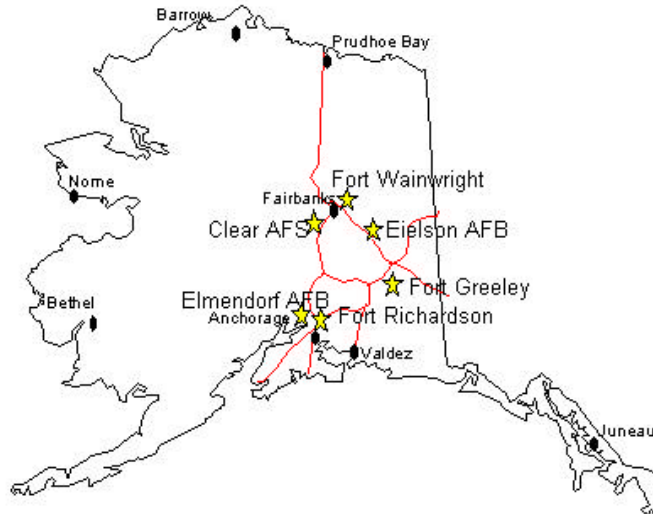 Barrow
Prudhoe Bay
Nome
Fort Wainwright
Fairbanks
Clear AFS
Eielson AFB
Fort Greeley
Bethel
Elmendorf AFB
Anchorage
Fort Richardson
Valdez
Juneau